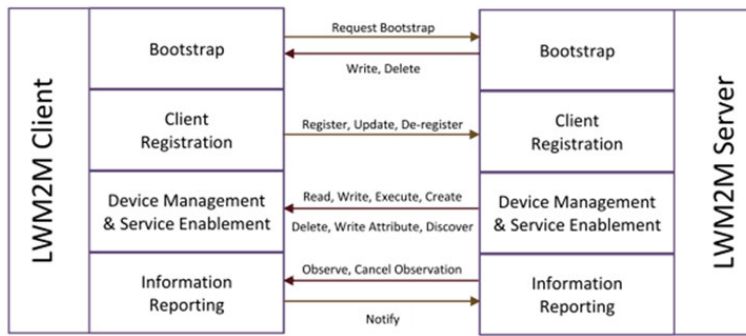 LWM2M Client
Bootstrap
Request Bootstrap
Write, Delete
Bootstrap
Client
Registration
Register, Update, De-register
Client
Registration
Device Management
& Service Enablement
Read, Write, Execute, Create
Delete, Write Attribute, Discover
Device Management
& Service Enablement
Information
Reporting
Observe, Cancel Observation
Notify
Information
Reporting
LWM2M Server